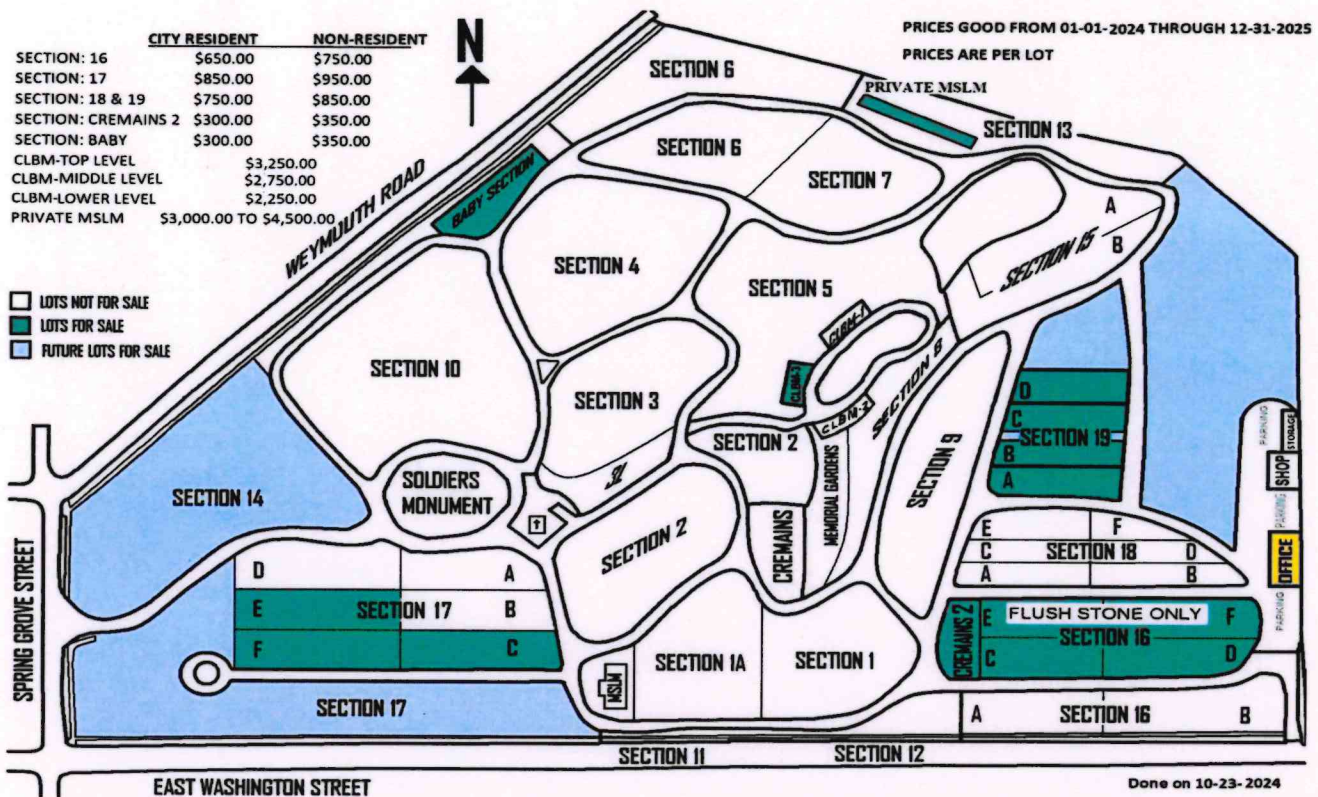 CITY RESIDENT NON-RESIDENT
SECTION: 16 $650.00 $750.00
SECTION: 17 $850.00 $950.00
SECTION: 18 & 19 $750.00 $850.00
SECTION: CREMAINS 2 $300.00 $350.00
SECTION: BABY $300.00 $350.00
CLBM-TOP LEVEL $3,250.00
CLBM-MIDDLE LEVEL $2,750.00
CLBM-LOWER LEVEL $2,250.00
PRIVATE MSLM $3,000.00 TO $4,500.00
N
PRICES GOOD FROM 01-01-2024 THROUGH 12-31-2025
PRICES ARE PER LOT
LOTS NOT FOR SALE
LOTS FOR SALE
FUTURE LOTS FOR SALE
WEYMOUTH ROAD
BABY SECTION
SECTION 6
PRIVATE MSLM
SECTION 13
SECTION 6
SECTION 7
A
B
SECTION 15
SECTION 4
SECTION 5
CLBM-1
SECTION 10
SECTION 3
CLBM-2
SECTION 8
SECTION 2
MEMORIAL GARDENS
SECTION 9
D
C
SECTION 19
B
A
PARKING
STORAGE
SHOP
PARKING
OFFICE
PARKING
SECTION 14
SOLDIERS
MONUMENT
SECTION 2
CREMAINS
E F
C SECTION 18 D
A B
SPRING GROVE STREET
D A
E SECTION 17 B
F C
CREMAINS 2
E FLUSH STONE ONLY F
SECTION 16
C D
MSLM
SECTION 1A
SECTION 1
SECTION 17
A SECTION 16 B
SECTION 11 SECTION 12
EAST WASHINGTON STREET
Done on 10-23-2024